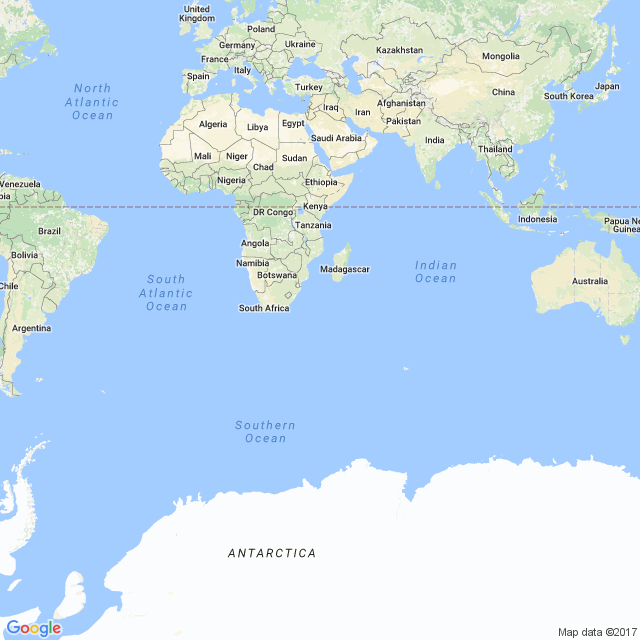 United
Kingdom
Poland
Germany
Ukraine
Kazakhstan
France
Mongolia
Spain
Italy
Turkey
North
Atlantic
Ocean
China
Japan
South Korea
Iraq
Iran
Afghanistan
Pakistan
Algeria
Libya
Egypt
Saudi Arabia
India
Thailand
Mali
Niger
Chad
Sudan
Nigeria
Ethiopia
Venezuela
bia
Kenya
DR Congo
Indonesia
Papua New
Guinea
Brazil
Tanzania
Angola
Bolivia
Namibia
Botswana
Madagascar
Indian
Ocean
South
Atlantic
Ocean
Chile
Australia
South Africa
Argentina
Southern
Ocean
ANTARCTICA
Google
Map data ©2017